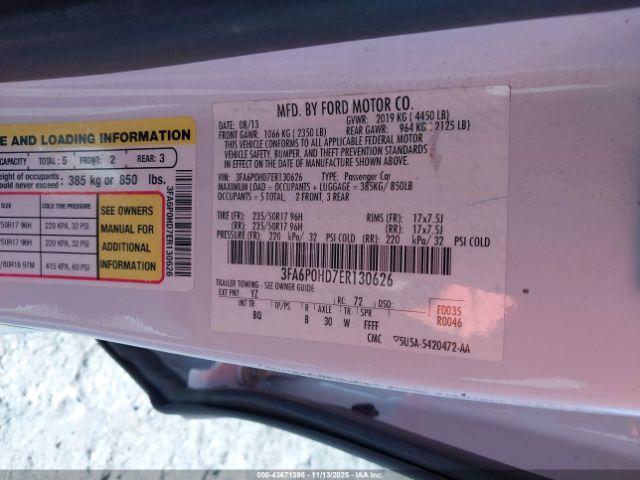 MFD. BY FORD MOTOR CO.
DATE: 08/13 GVWR: 2019 KG ( 4450 LB)
FRONT GAWR: 1066 KG ( 2350 LB) REAR GAWR: 964 KG ( 2125 LB)
THIS VEHICLE CONFORMS TO ALL APPLICABLE FEDERAL MOTOR
VEHICLE SAFETY, BUMPER, AND THEFT PREVENTION STANDARDS
IN EFFECT ON THE DATE OF MANUFACTURE SHOWN ABOVE.
VIN: 3FA6P0HD7ER130626 TYPE: Passenger Car
MAXIMUM LOAD = OCCUPANTS + LUGGAGE = 385KG/ 850LB
OCCUPANTS = 5 TOTAL: 2 FRONT, 3 REAR
TIRE (FR): 235/50R17 96H RIMS (FR): 17×7.5J
(RR): 235/50R17 96H (RR): 17×7.5J
PRESSURE (FR): 220 kPa/ 32 PSI COLD (RR): 220 kPa/ 32 PSI COLD
3FA6P0HD7ER130626
TRAILER TOWING - SEE OWNER GUIDE
EXT PNT: YZ RC: 72 DSO:
INT TR TP/PS R AXLE TR SPR F0035
BQ B 30 W FFFF R0046
CMC 5U5A-5420472-AA
E AND LOADING INFORMATION
CAPACITY TOTAL: 5 FRONT: 2 REAR: 3
eight of occupants
ould never exceed 385 kg or 850 lbs.
SIZE COLD TIRE PRESSURE
50R17 96H 220 KPA, 32 PSI
50R17 96H 220 KPA, 32 PSI
80R16 97M 415 KPA, 60 PSI
SEE OWNERS
MANUAL FOR
ADDITIONAL
INFORMATION
3FA6P0HD7ER130626
000-43671398 - 11/13/2025 - IAA Inc.